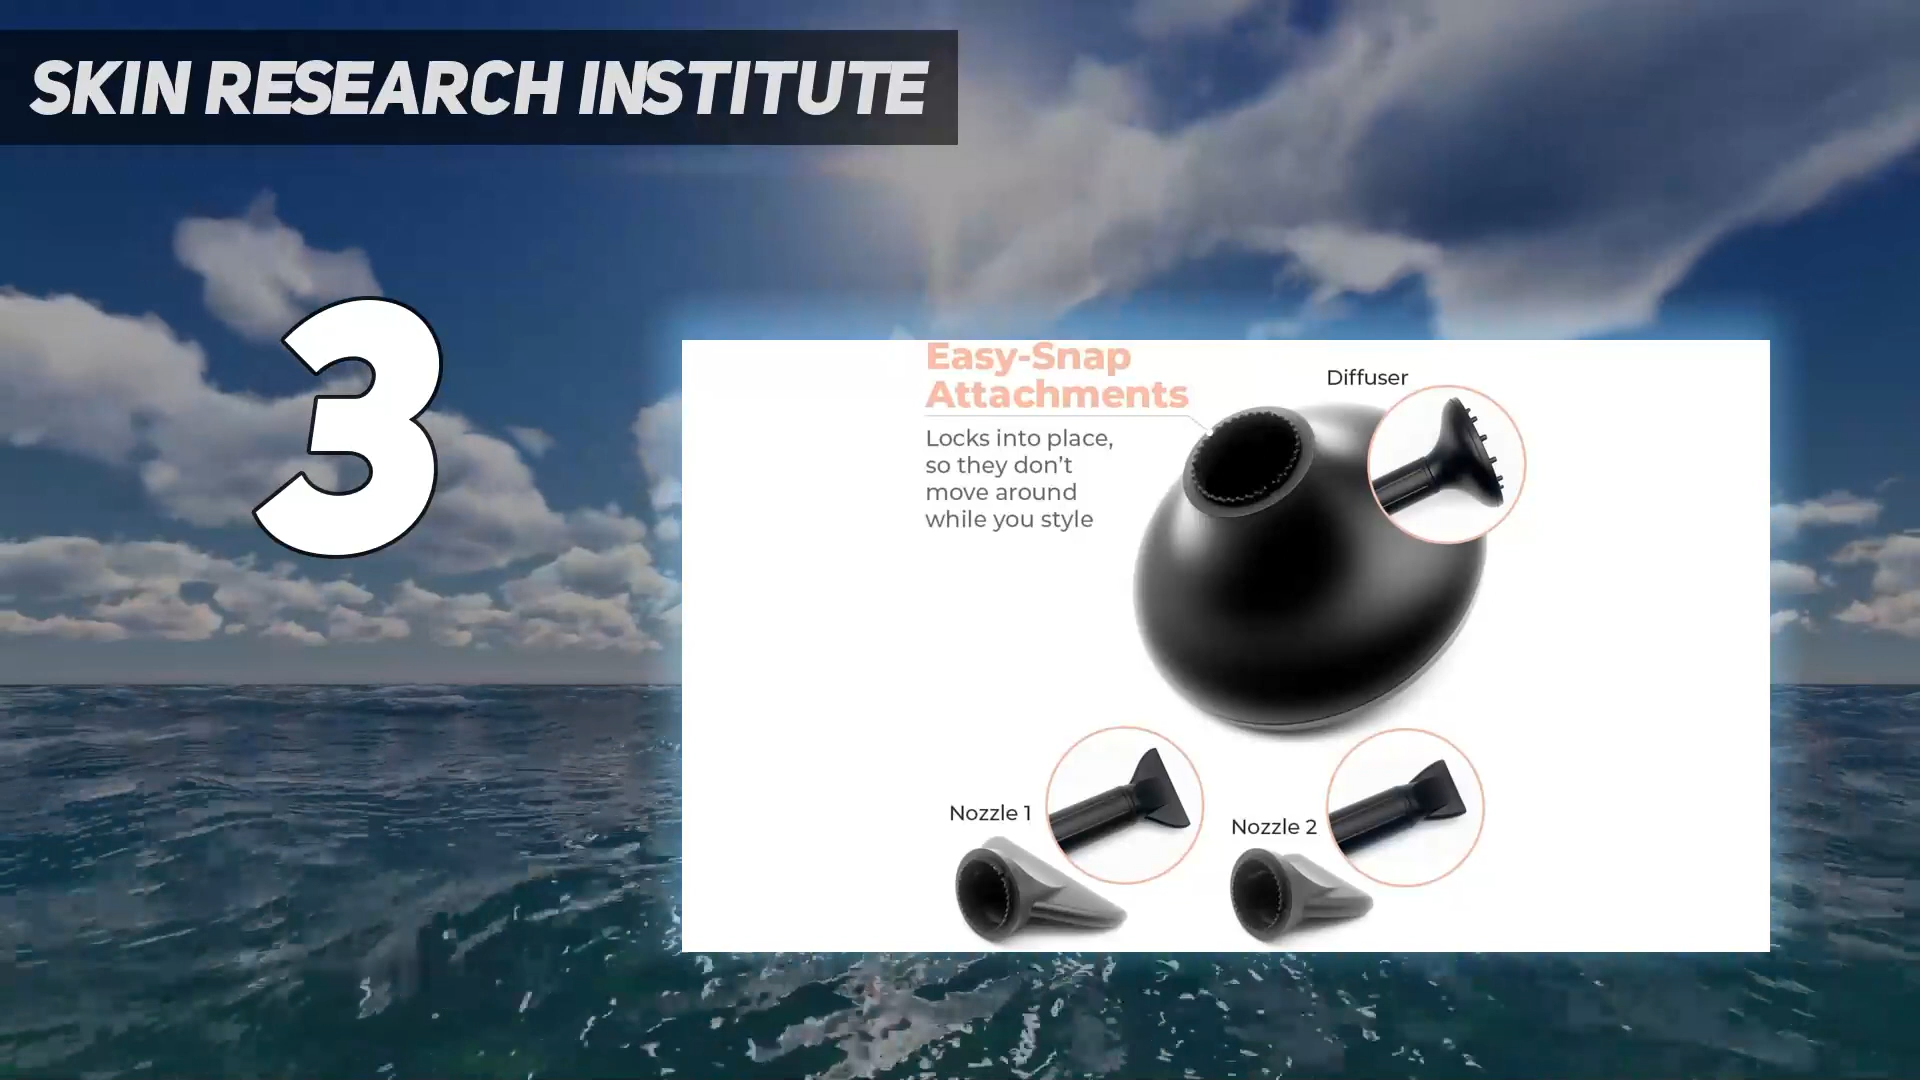 SKIN RESEARCH INSTITUTE
3
Easy-Snap
Attachments
Locks into place,
so they don't
move around
while you style
Diffuser
Nozzle 1
Nozzle 2